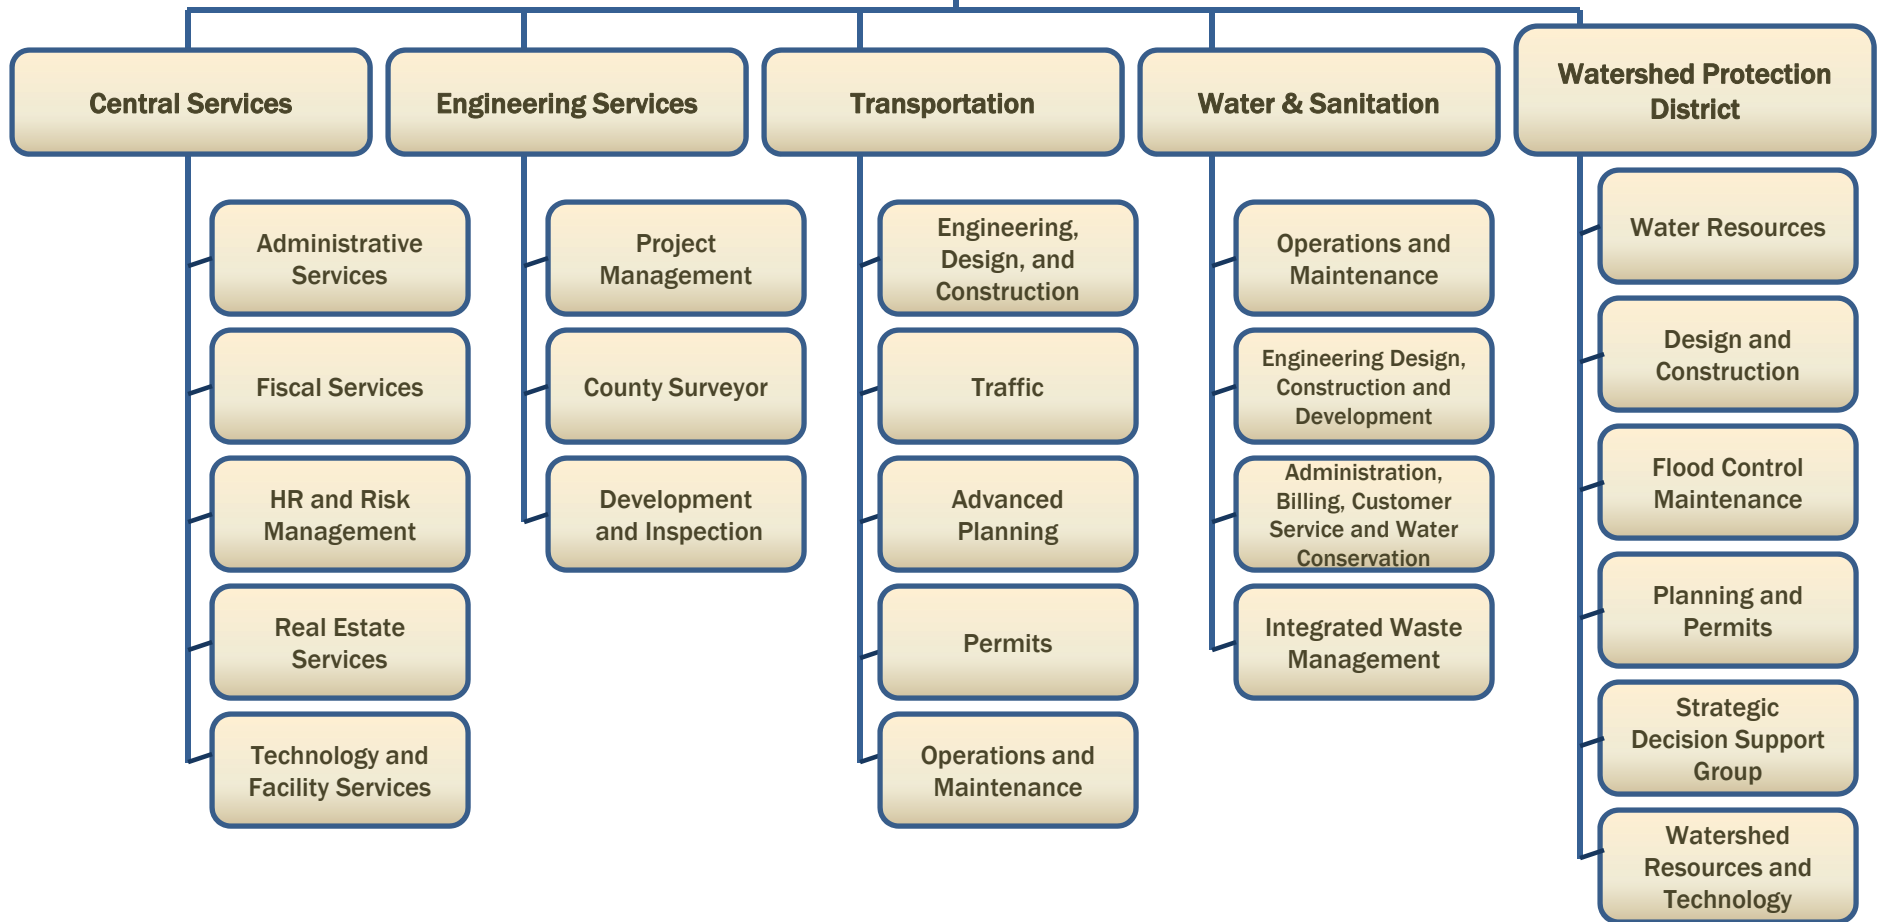 Central Services
Engineering Services
Transportation
Water & Sanitation
Watershed Protection
District
Administrative
Services
Fiscal Services
HR and Risk
Management
Real Estate
Services
Technology and
Facility Services
Project
Management
County Surveyor
Development
and Inspection
Engineering,
Design, and
Construction
Traffic
Advanced
Planning
Permits
Operations and
Maintenance
Operations and
Maintenance
Engineering Design,
Construction and
Development
Administration,
Billing, Customer
Service and Water
Conservation
Integrated Waste
Management
Water Resources
Design and
Construction
Flood Control
Maintenance
Planning and
Permits
Strategic
Decision Support
Group
Watershed
Resources and
Technology